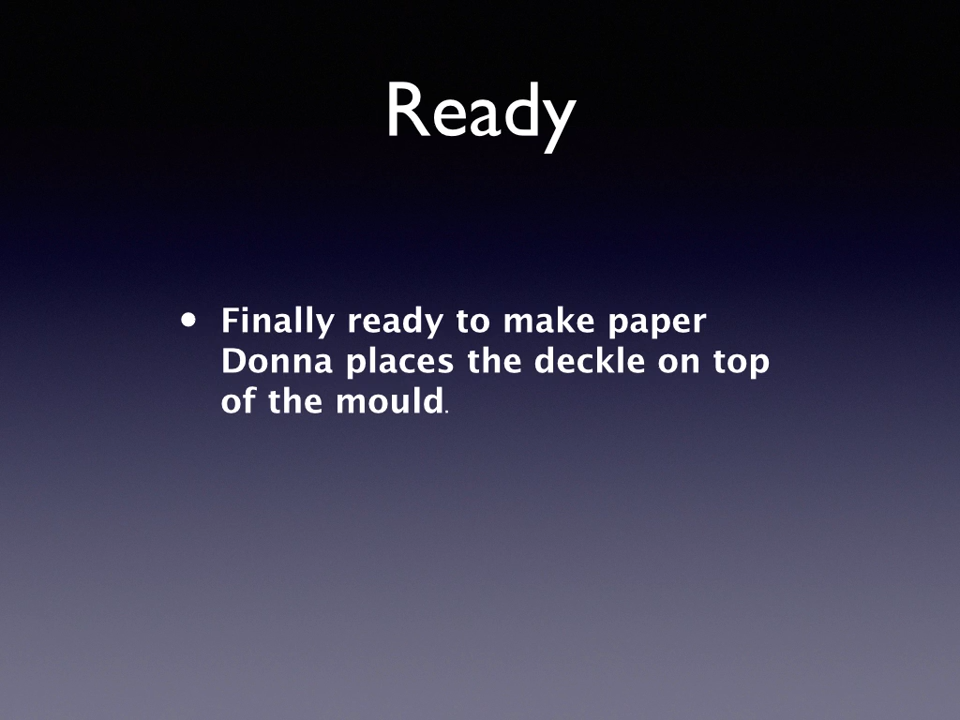 Ready
• Finally ready to make paper
Donna places the deckle on top
of the mould.